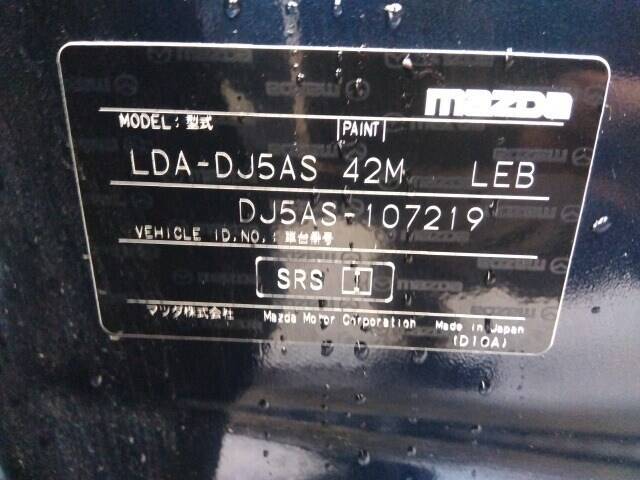 mazda
MODEL: 型式 PAINT
LDA-DJ5AS 42M LEB
DJ5AS-107219
VEHICLE ID.NO.: 車台番号
SRS
マツダ株式会社 Mazda Motor Corporation Made in Japan
(D10A)